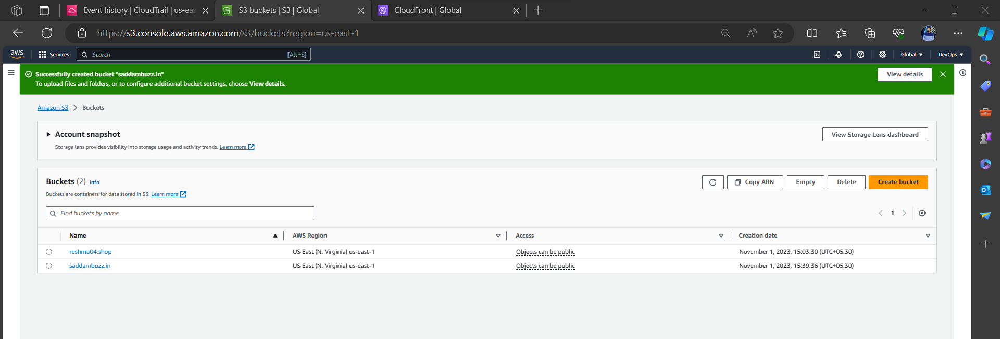 Event history | CloudTrail | us-eas
S3 buckets | S3 | Global
CloudFront | Global
https://s3.console.aws.amazon.com/s3/buckets?region=us-east-1
aws
Services
Search
[Alt+S]
Global
DevOps
Successfully created bucket "saddambuzz.in"
To upload files and folders, or to configure additional bucket settings, choose View details.
View details
Amazon S3
Buckets
Account snapshot
Storage lens provides visibility into storage usage and activity trends. Learn more
View Storage Lens dashboard
Buckets (2) Info
Buckets are containers for data stored in S3. Learn more
Copy ARN
Empty
Delete
Create bucket
Find buckets by name
1
Name
AWS Region
Access
Creation date
reshma04.shop
US East (N. Virginia) us-east-1
Objects can be public
November 1, 2023, 15:03:30 (UTC+05:30)
saddambuzz.in
US East (N. Virginia) us-east-1
Objects can be public
November 1, 2023, 15:39:36 (UTC+05:30)